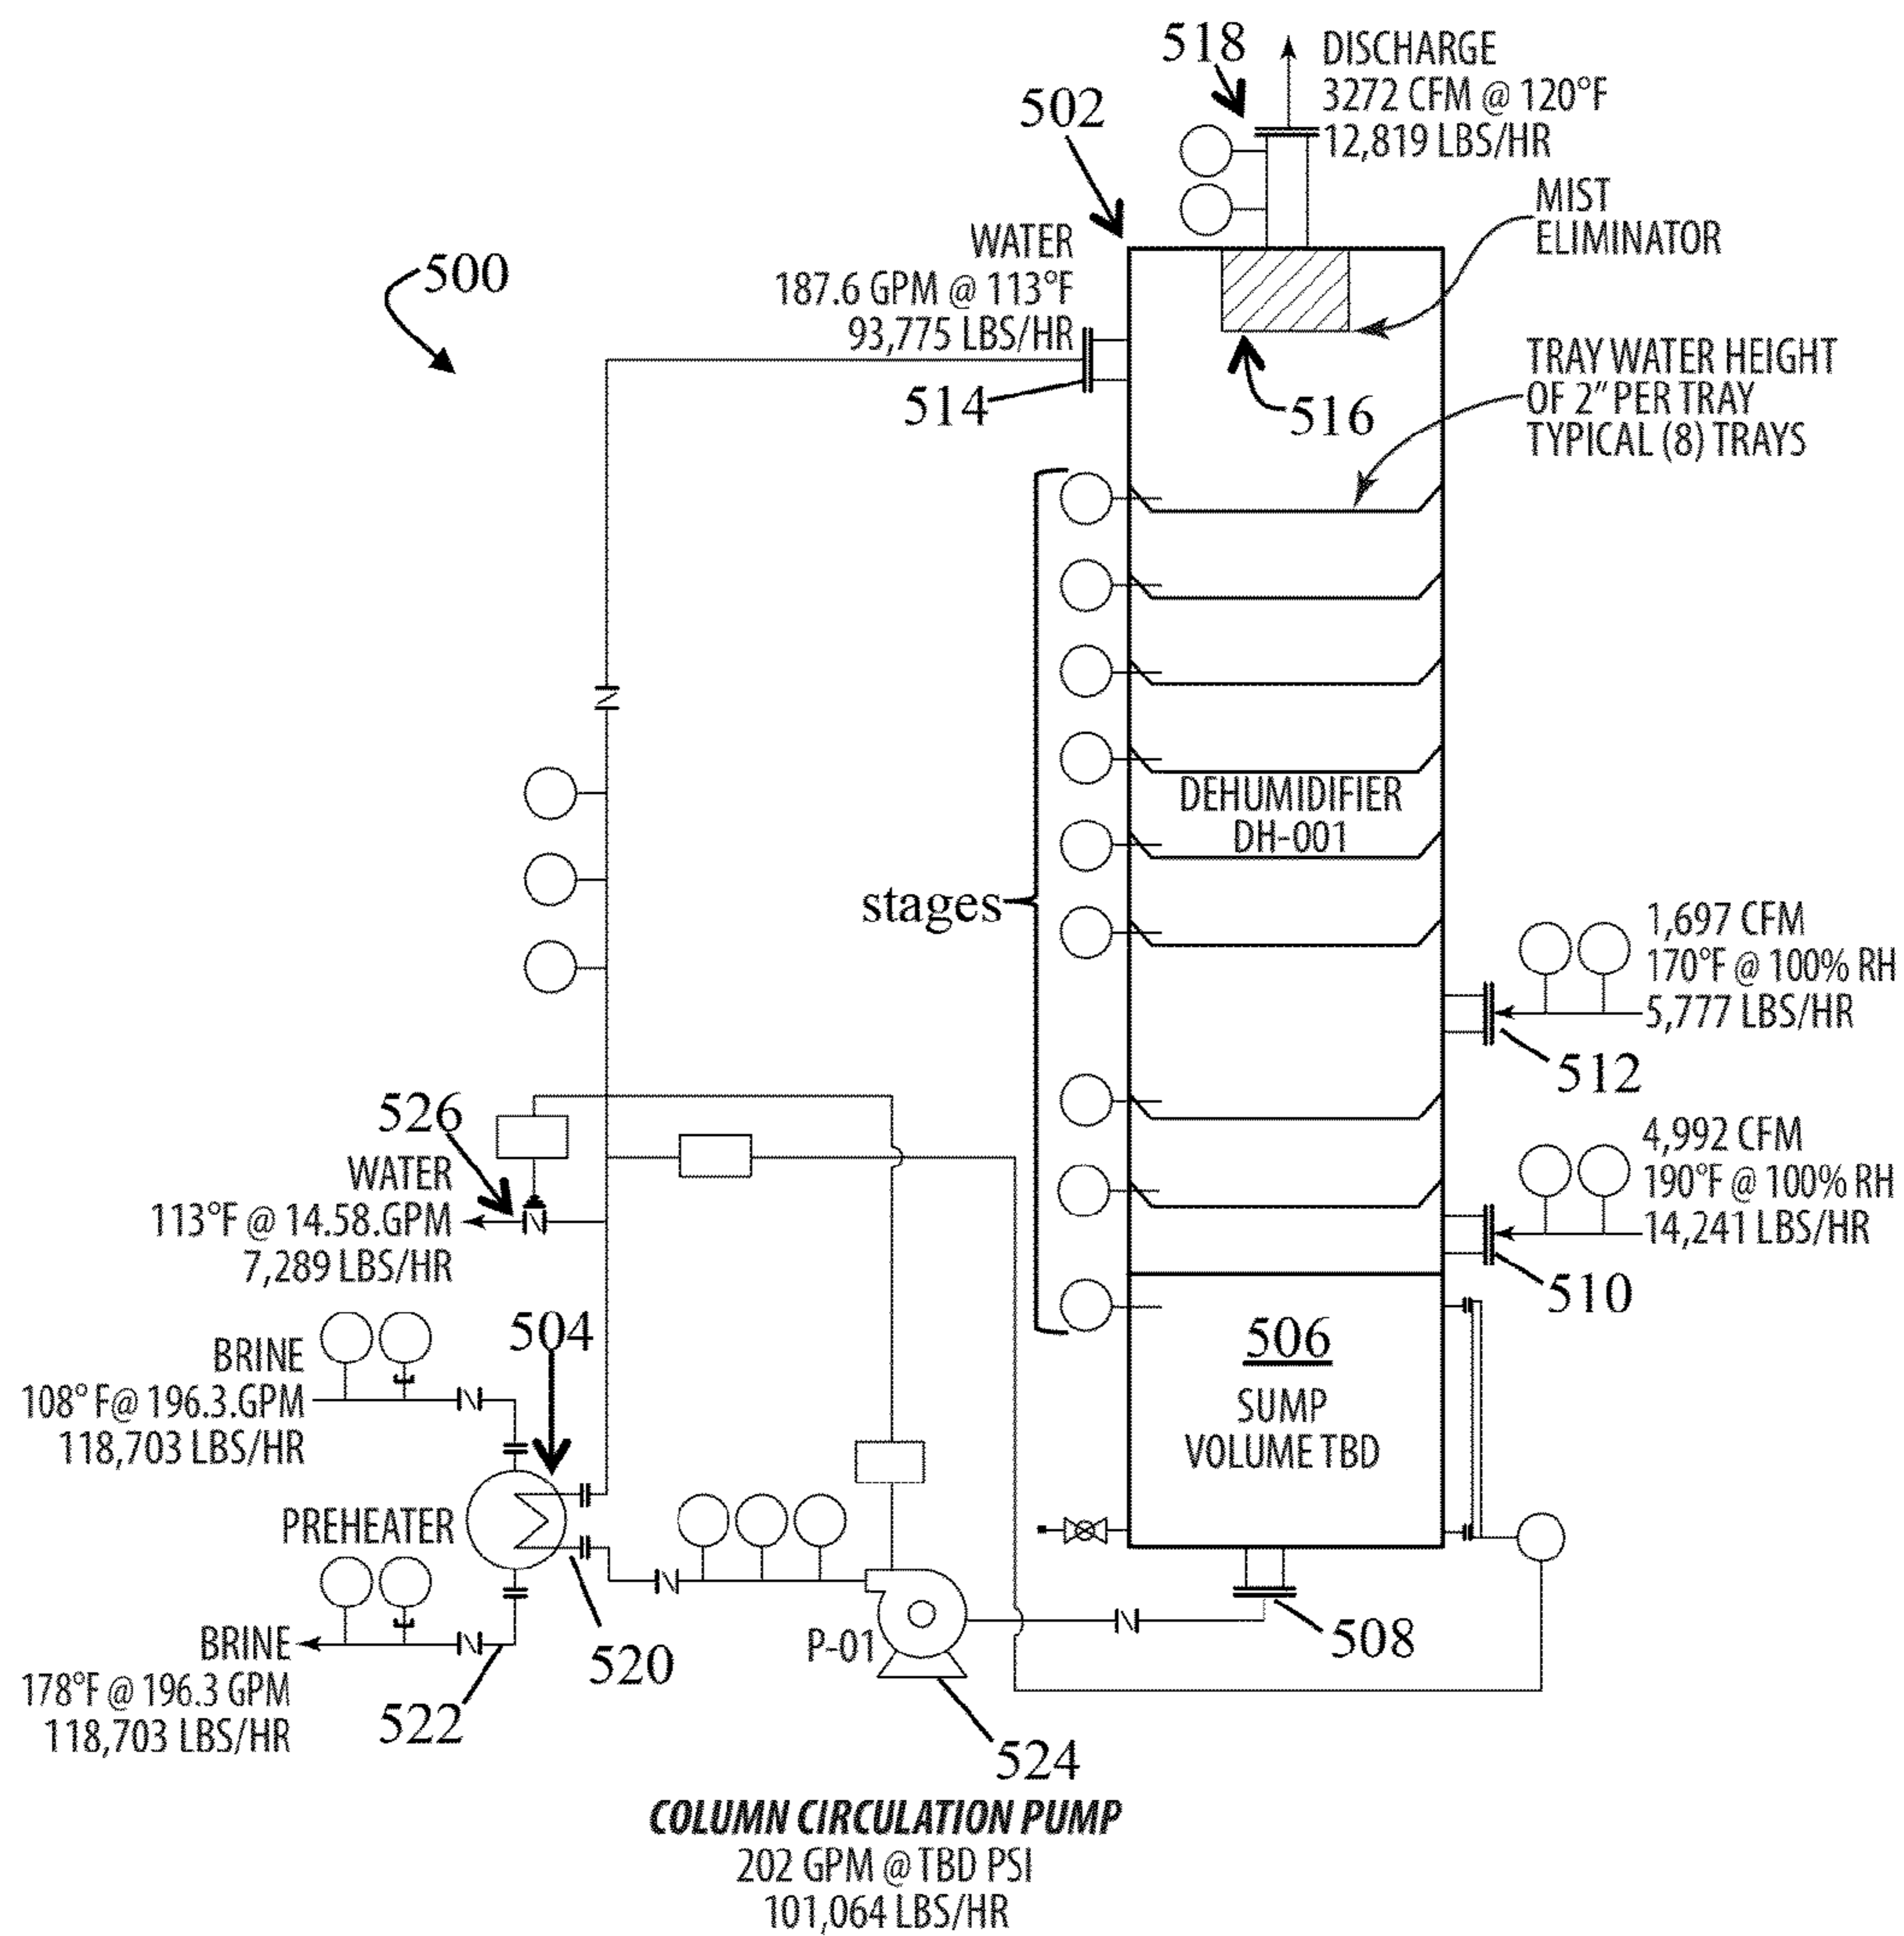 518
DISCHARGE
3272 CFM @ 120°F
12,819 LBS/HR
502
MIST
ELIMINATOR
500
WATER
187.6 GPM @ 113°F
93,775 LBS/HR
514
516
TRAY WATER HEIGHT
OF 2" PER TRAY
TYPICAL (8) TRAYS
DEHUMIDIFIER
DH-001
stages
1,697 CFM
170°F @ 100% RH
5,777 LBS/HR
512
526
WATER
113°F @ 14.58.GPM
7,289 LBS/HR
4,992 CFM
190°F @ 100% RH
14,241 LBS/HR
510
504
BRINE
108° F@ 196.3.GPM
118,703 LBS/HR
506
SUMP
VOLUME TBD
PREHEATER
520
BRINE
178°F @ 196.3 GPM
118,703 LBS/HR
522
P-01
508
524
COLUMN CIRCULATION PUMP
202 GPM @ TBD PSI
101,064 LBS/HR